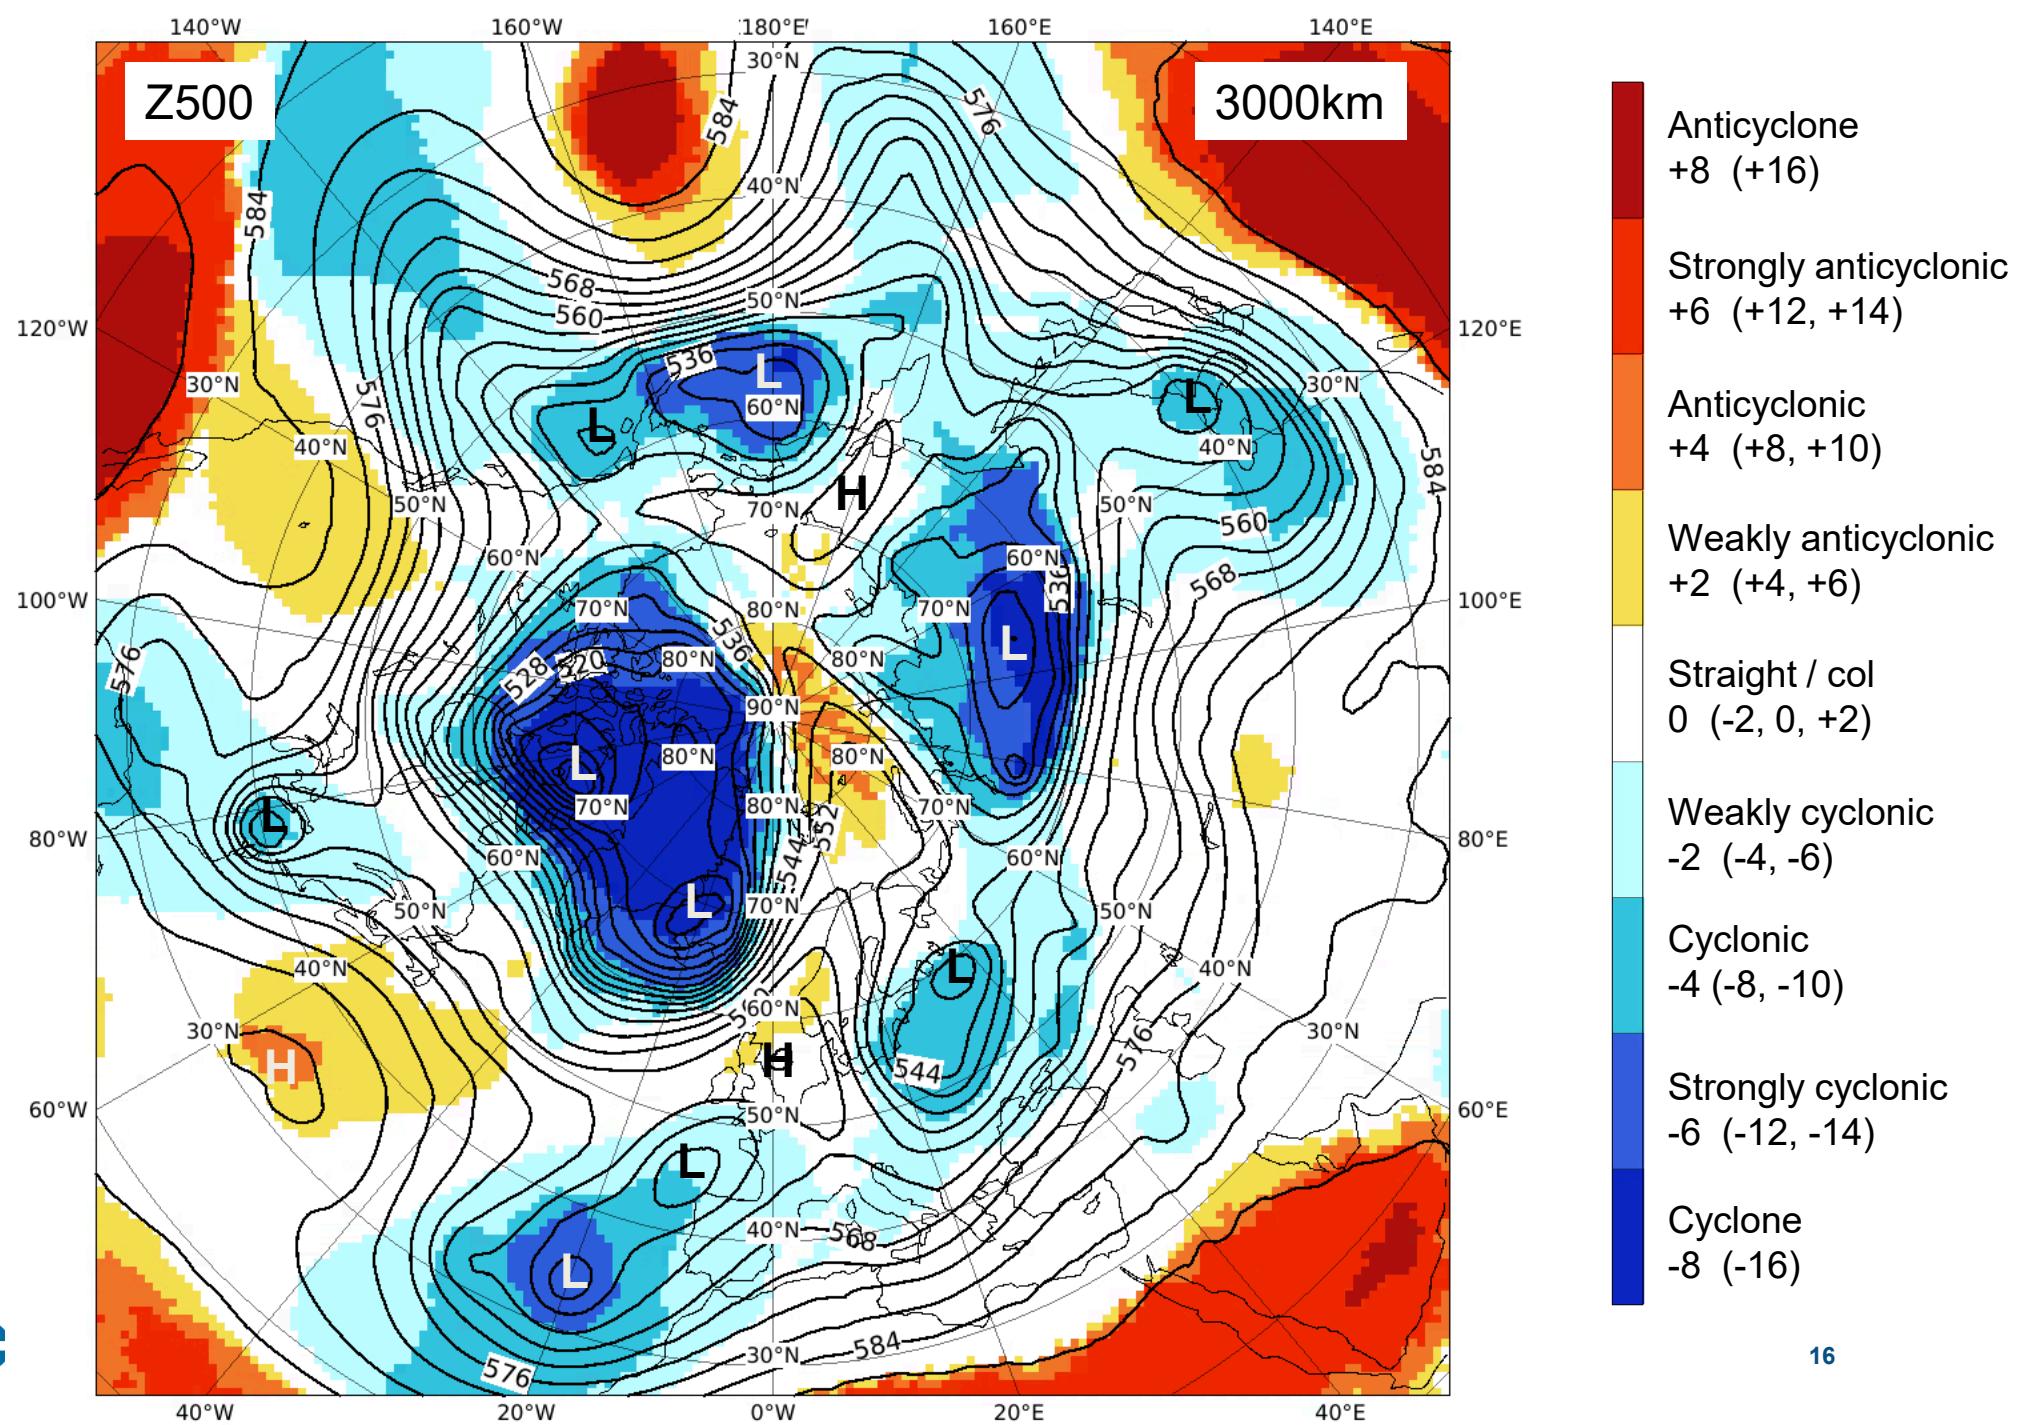 140°W 160°W 180°E 160°E 140°E
Z500
3000km
30°N
584
576
40°N
584
568
560
50°N
120°W
120°E
536
L
30°N
30°N
576
L
60°N
L
40°N
40°N
584
H
50°N
70°N
50°N
560
60°N
60°N
536
568
100°W
70°N
80°N
70°N
100°E
536
L
528
520
80°N
80°N
576
90°N
L
80°N
80°N
70°N
80°N
70°N
L
552
80°W
80°E
544
60°N
60°N
L
70°N
50°N
50°N
L
40°N
40°N
60°N
30°N
30°N
H
H
576
544
60°W
60°E
50°N
L
40°N
568
L
584
30°N
576
40°W 20°W 0°W 20°E 40°E
Anticyclone
+8 (+16)
Strongly anticyclonic
+6 (+12, +14)
Anticyclonic
+4 (+8, +10)
Weakly anticyclonic
+2 (+4, +6)
Straight / col
0 (-2, 0, +2)
Weakly cyclonic
-2 (-4, -6)
Cyclonic
-4 (-8, -10)
Strongly cyclonic
-6 (-12, -14)
Cyclone
-8 (-16)
16